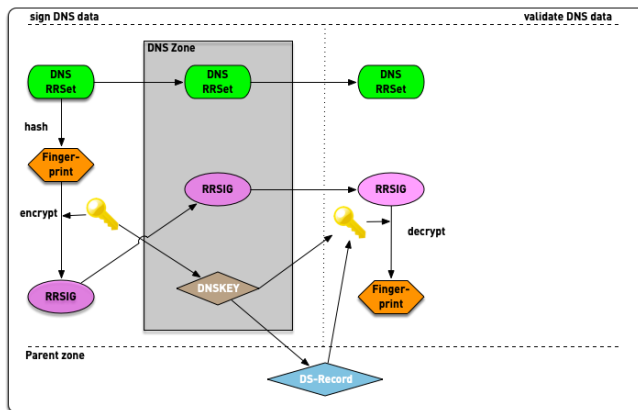 sign DNS data
validate DNS data
DNS Zone
DNS
RRSet
DNS
RRSet
DNS
RRSet
hash
Finger-
print
RRSIG
RRSIG
encrypt
decrypt
DNSKEY
RRSIG
Finger-
print
Parent zone
DS-Record